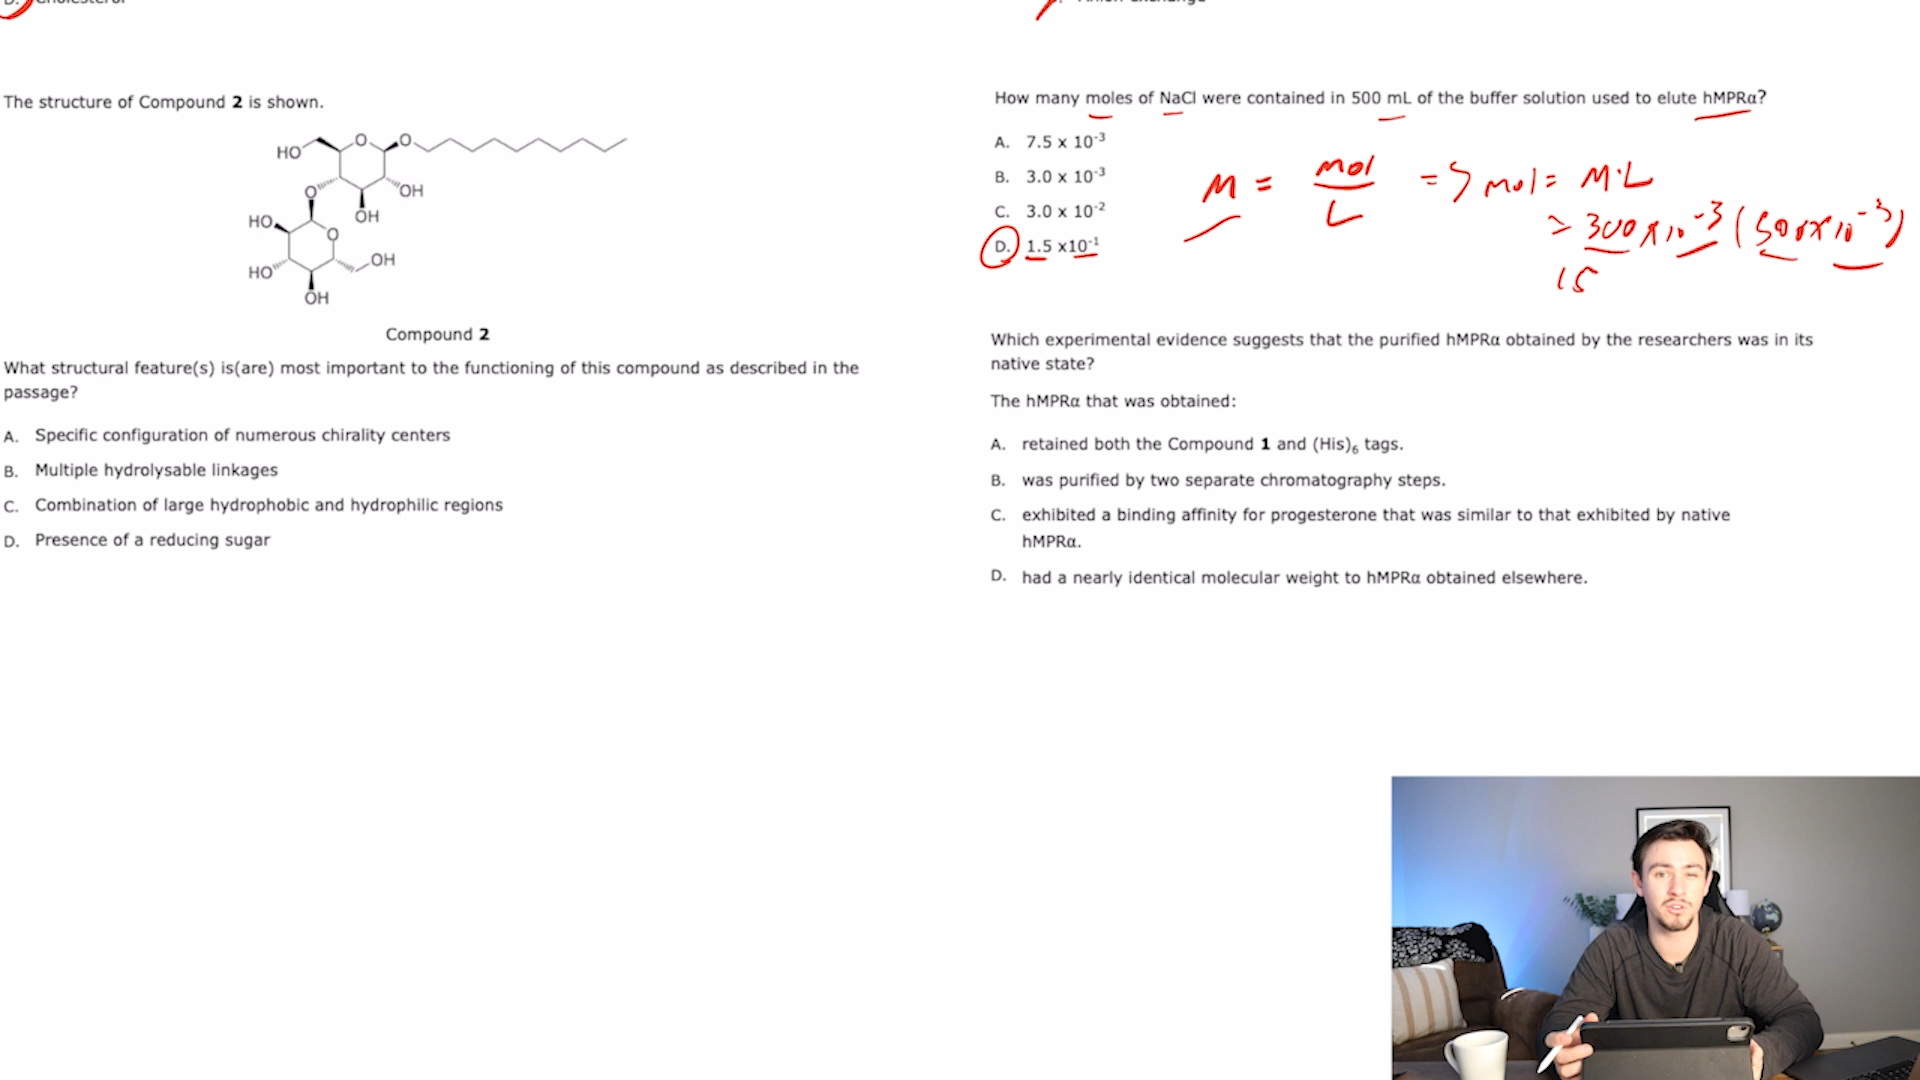 D. Cholesterol
Anion exchange
The structure of Compound 2 is shown.
HO
O
O
OH
O
OH
HO
O
OH
HO
OH
Compound 2
What structural feature(s) is(are) most important to the functioning of this compound as described in the
passage?
A. Specific configuration of numerous chirality centers
B. Multiple hydrolysable linkages
C. Combination of large hydrophobic and hydrophilic regions
D. Presence of a reducing sugar
How many moles of NaCl were contained in 500 mL of the buffer solution used to elute hMPRα?
A. 7.5 x 10-3
B. 3.0 x 10-3
C. 3.0 x 10-2
D. 1.5 x10-1
M = mol / L => mol = M·L
= 300 x 10-3 (500 x 10-3)
15
Which experimental evidence suggests that the purified hMPRα obtained by the researchers was in its
native state?
The hMPRα that was obtained:
A. retained both the Compound 1 and (His)6 tags.
B. was purified by two separate chromatography steps.
C. exhibited a binding affinity for progesterone that was similar to that exhibited by native
hMPRα.
D. had a nearly identical molecular weight to hMPRα obtained elsewhere.